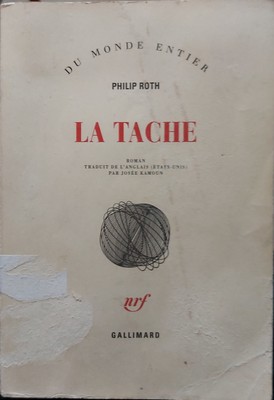 DU MONDE ENTIER
PHILIP ROTH
LA TACHE
ROMAN
TRADUIT DE L'ANGLAIS (ÉTATS-UNIS)
PAR JOSÉE KAMOUN
nrf
GALLIMARD